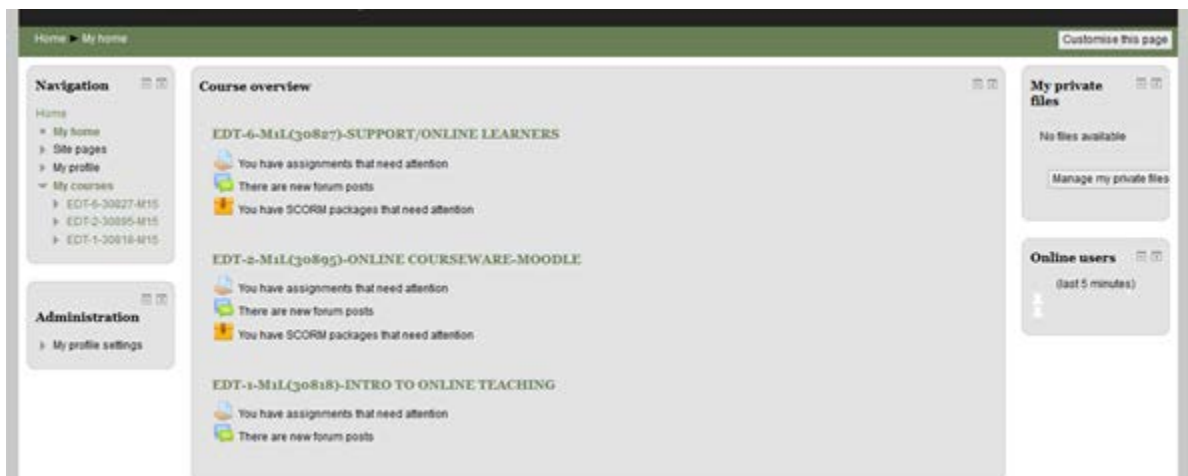 Home ► My home
Customise this page
Navigation
Home
My home
Site pages
My profile
My courses
EDT-6-30827-M15
EDT-2-30895-M15
EDT-1-30818-M15
Administration
My profile settings
Course overview
EDT-6-M1L(30827)-SUPPORT/ONLINE LEARNERS
You have assignments that need attention
There are new forum posts
You have SCORM packages that need attention
EDT-2-M1L(30895)-ONLINE COURSEWARE-MOODLE
You have assignments that need attention
There are new forum posts
You have SCORM packages that need attention
EDT-1-M1L(30818)-INTRO TO ONLINE TEACHING
You have assignments that need attention
There are new forum posts
My private
files
No files available
Manage my private files
Online users
(last 5 minutes)